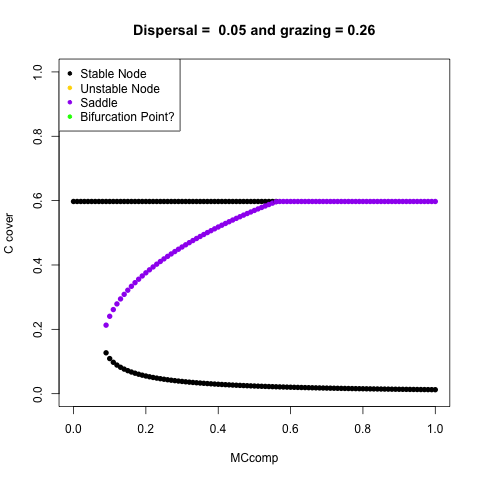 Dispersal =  0.05 and grazing = 0.26
Stable Node
Unstable Node
Saddle
Bifurcation Point?
C cover
1.0
0.8
0.6
0.4
0.2
0.0
0.0 0.2 0.4 0.6 0.8 1.0
MCcomp